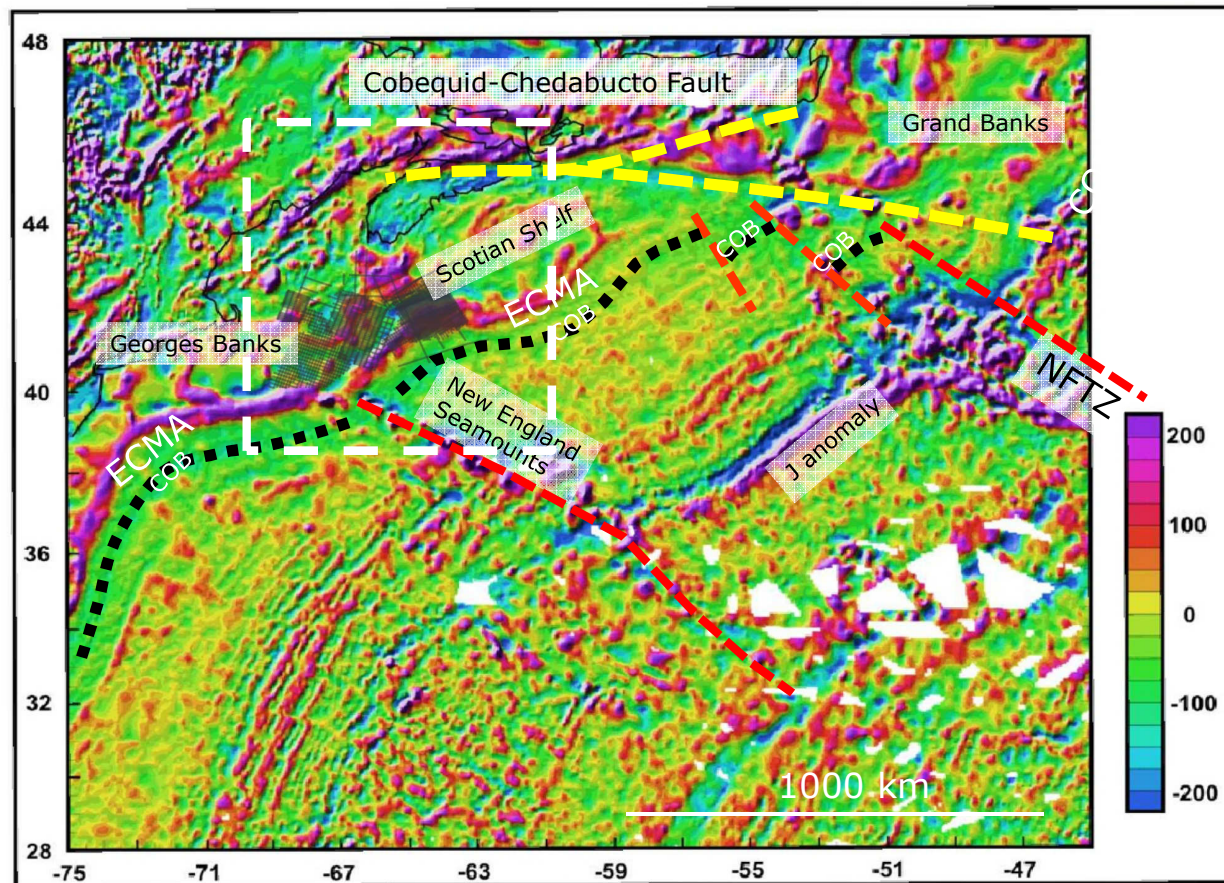 48
44
40
36
32
28
-75
-71
-67
-63
-59
-55
-51
-47
Cobequid-Chedabucto Fault
Grand Banks
CO
Scotian Shelf
COB
COB
ECMA
COB
Georges Banks
New England
Seamounts
ECMA
COB
J anomaly
NFTZ
200
100
0
-100
-200
1000 km